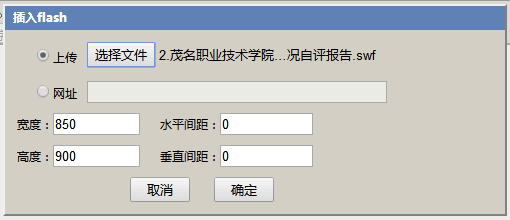 插入flash
上传 选择文件 2.茂名职业技术学院...况自评报告.swf
网址
宽度：850 水平间距：0
高度：900 垂直间距：0
取消 确定